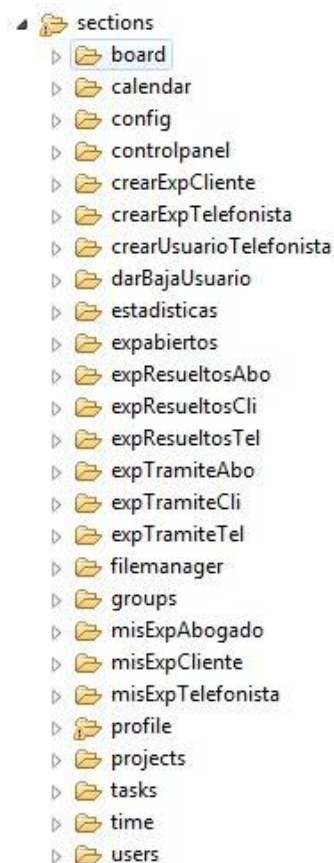 sections
board
calendar
config
controlpanel
crearExpCliente
crearExpTelefonista
crearUsuarioTelefonista
darBajaUsuario
estadisticas
expabiertos
expResueltosAbo
expResueltosCli
expResueltosTel
expTramiteAbo
expTramiteCli
expTramiteTel
filemanager
groups
misExpAbogado
misExpCliente
misExpTelefonista
profile
projects
tasks
time
users